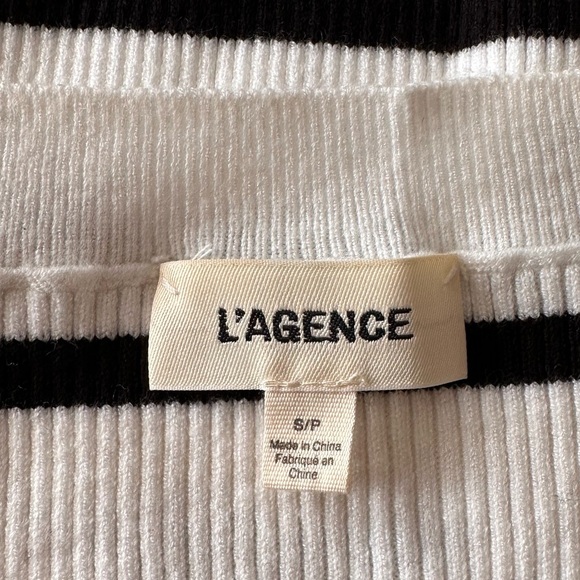 L'AGENCE
S/P
Made in China
Fabriqué en
Chine